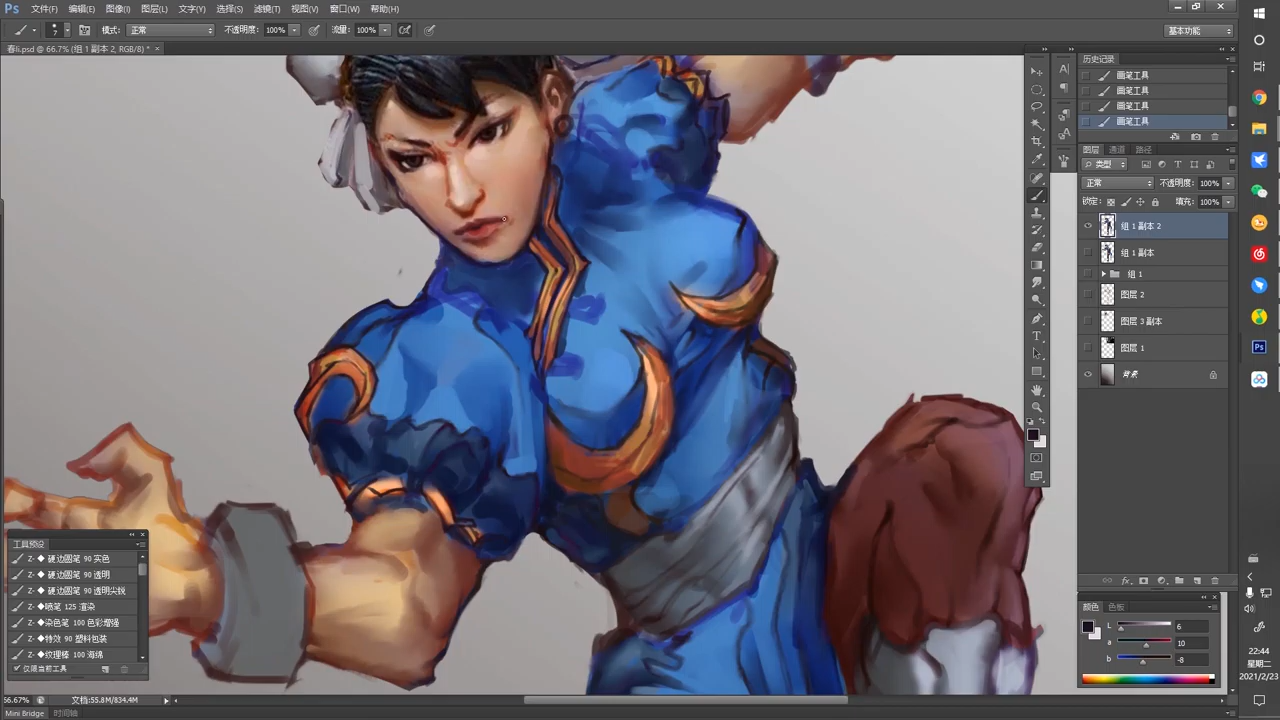 Ps 文件(F) 编辑(E) 图像(I) 图层(L) 文字(Y) 选择(S) 滤镜(T) 视图(V) 窗口(W) 帮助(H)
7 模式: 正常 不透明度: 100% 流量: 100% 基本功能
春li.psd @ 66.7% (组 1 副本 2, RGB/8) * ×
历史记录
画笔工具
画笔工具
画笔工具
画笔工具
图层 通道 路径
类型
正常 不透明度: 100%
锁定: 填充: 100%
组 1 副本 2
组 1 副本
组 1
图层 2
图层 3 副本
图层 1
背景
工具预设
Z- ◆ 硬边圆笔 90 实色
Z- ◆ 硬边圆笔 90 透明
Z- ◆ 硬边圆笔 90 透明尖锐
Z- ◆喷笔 125 渲染
◆染色笔 100 色彩增强
Z- ◆特效 90 塑料包装
Z- ◆纹理棒 100 海绵
仅限当前工具
颜色 色板
L 6
a 10
b -8
66.67% 文档:55.8M/834.4M
Mini Bridge 时间轴
Ps
22:44
星期二
2021/2/23